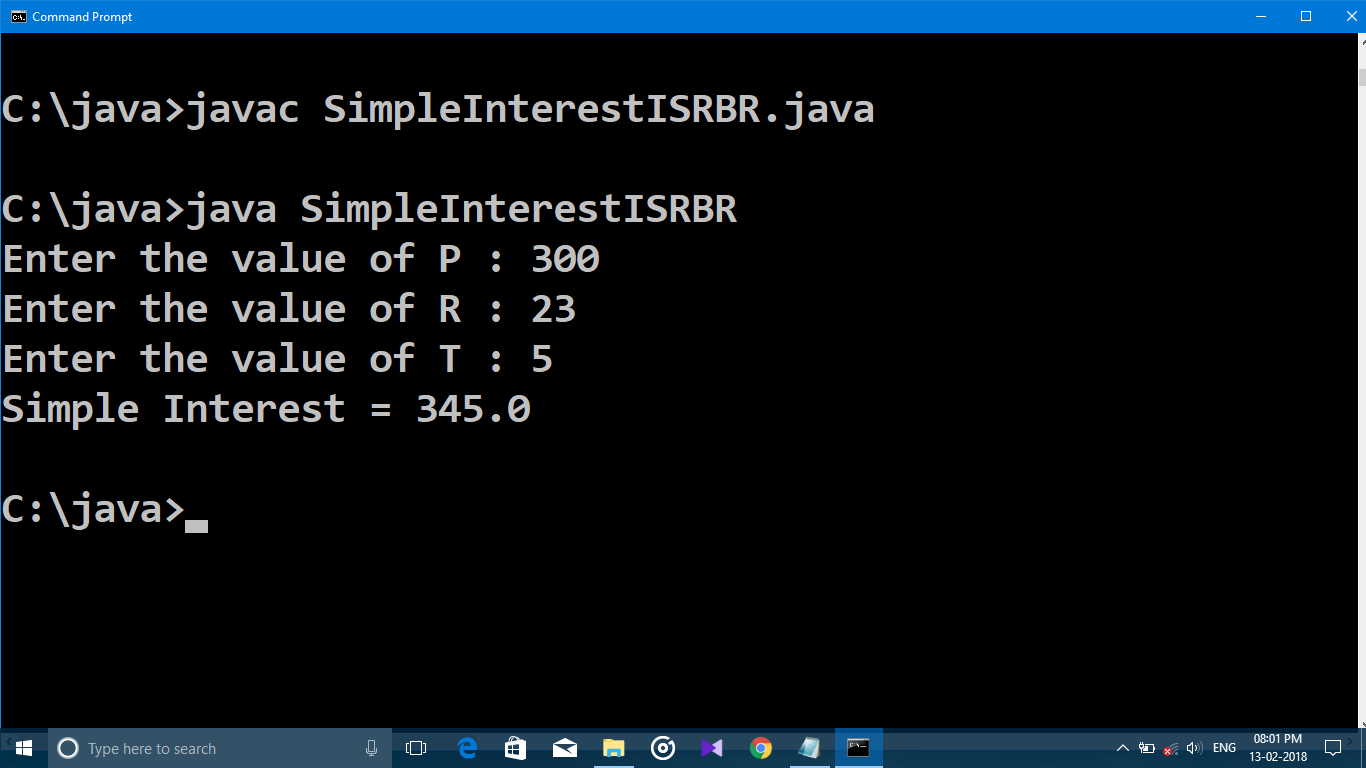 Command Prompt
C:\java>javac SimpleInterestISRBR.java
C:\java>java SimpleInterestISRBR
Enter the value of P : 300
Enter the value of R : 23
Enter the value of T : 5
Simple Interest = 345.0
C:\java>
Type here to search
ENG
08:01 PM
13-02-2018